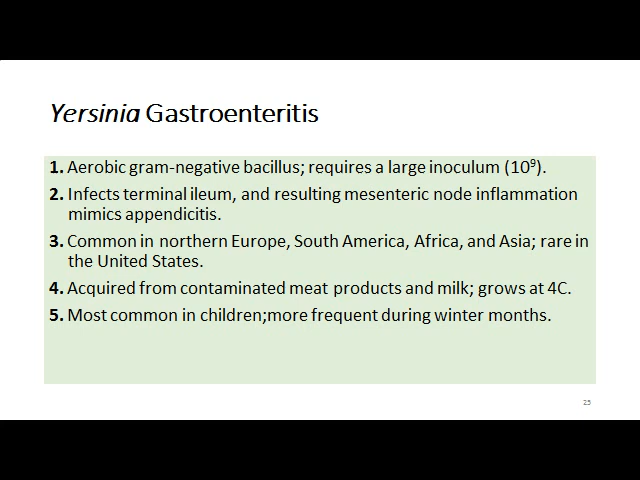 Yersinia Gastroenteritis
1. Aerobic gram-negative bacillus; requires a large inoculum (10⁹).
2. Infects terminal ileum, and resulting mesenteric node inflammation
mimics appendicitis.
3. Common in northern Europe, South America, Africa, and Asia; rare in
the United States.
4. Acquired from contaminated meat products and milk; grows at 4C.
5. Most common in children;more frequent during winter months.
25